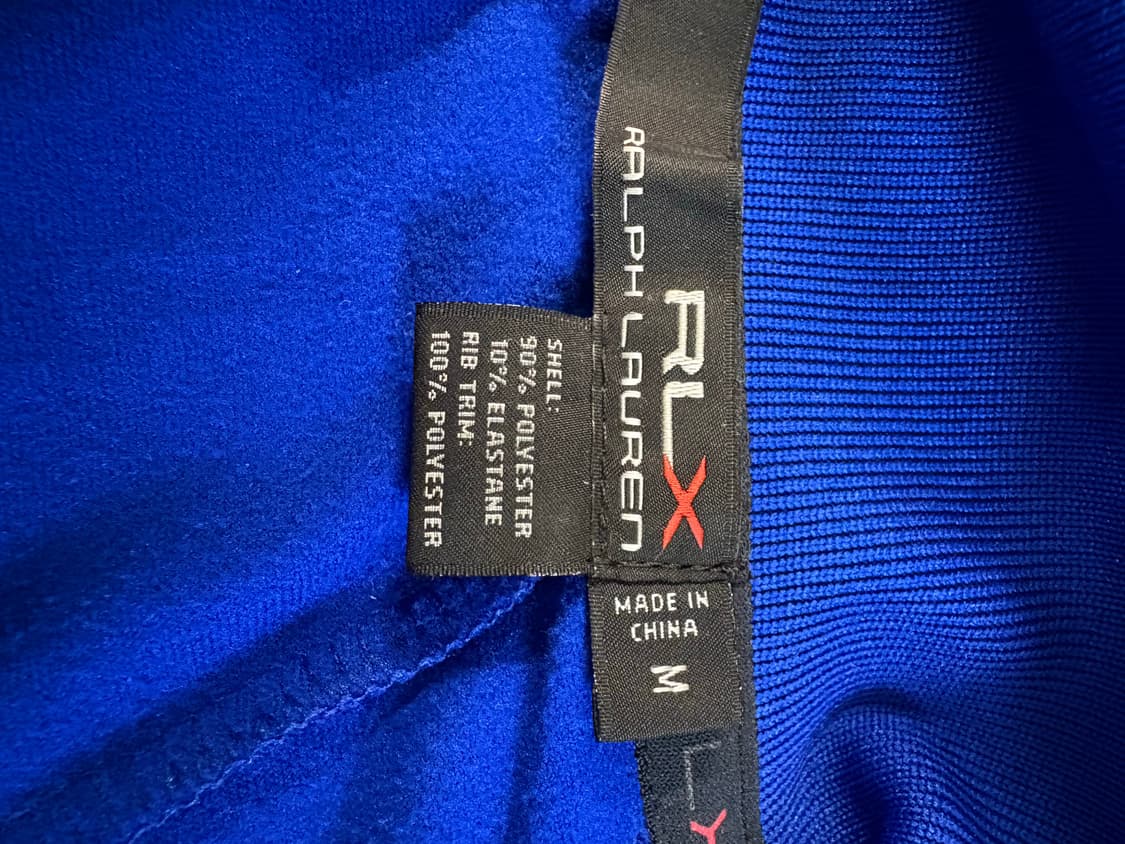 RLX
RALPH LAUREN
MADE IN
CHINA
M
SHELL:
90% POLYESTER
10% ELASTANE
RIB TRIM:
100% POLYESTER